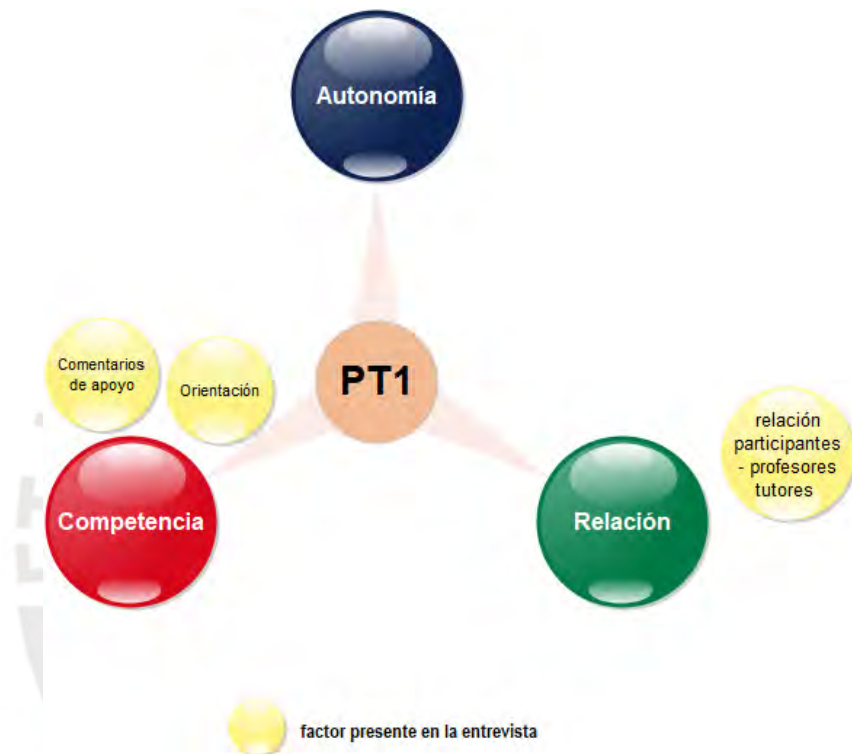 Autonomía
PT1
Comentarios
de apoyo
Orientación
Competencia
Relación
relación
participantes
- profesores
tutores
factor presente en la entrevista